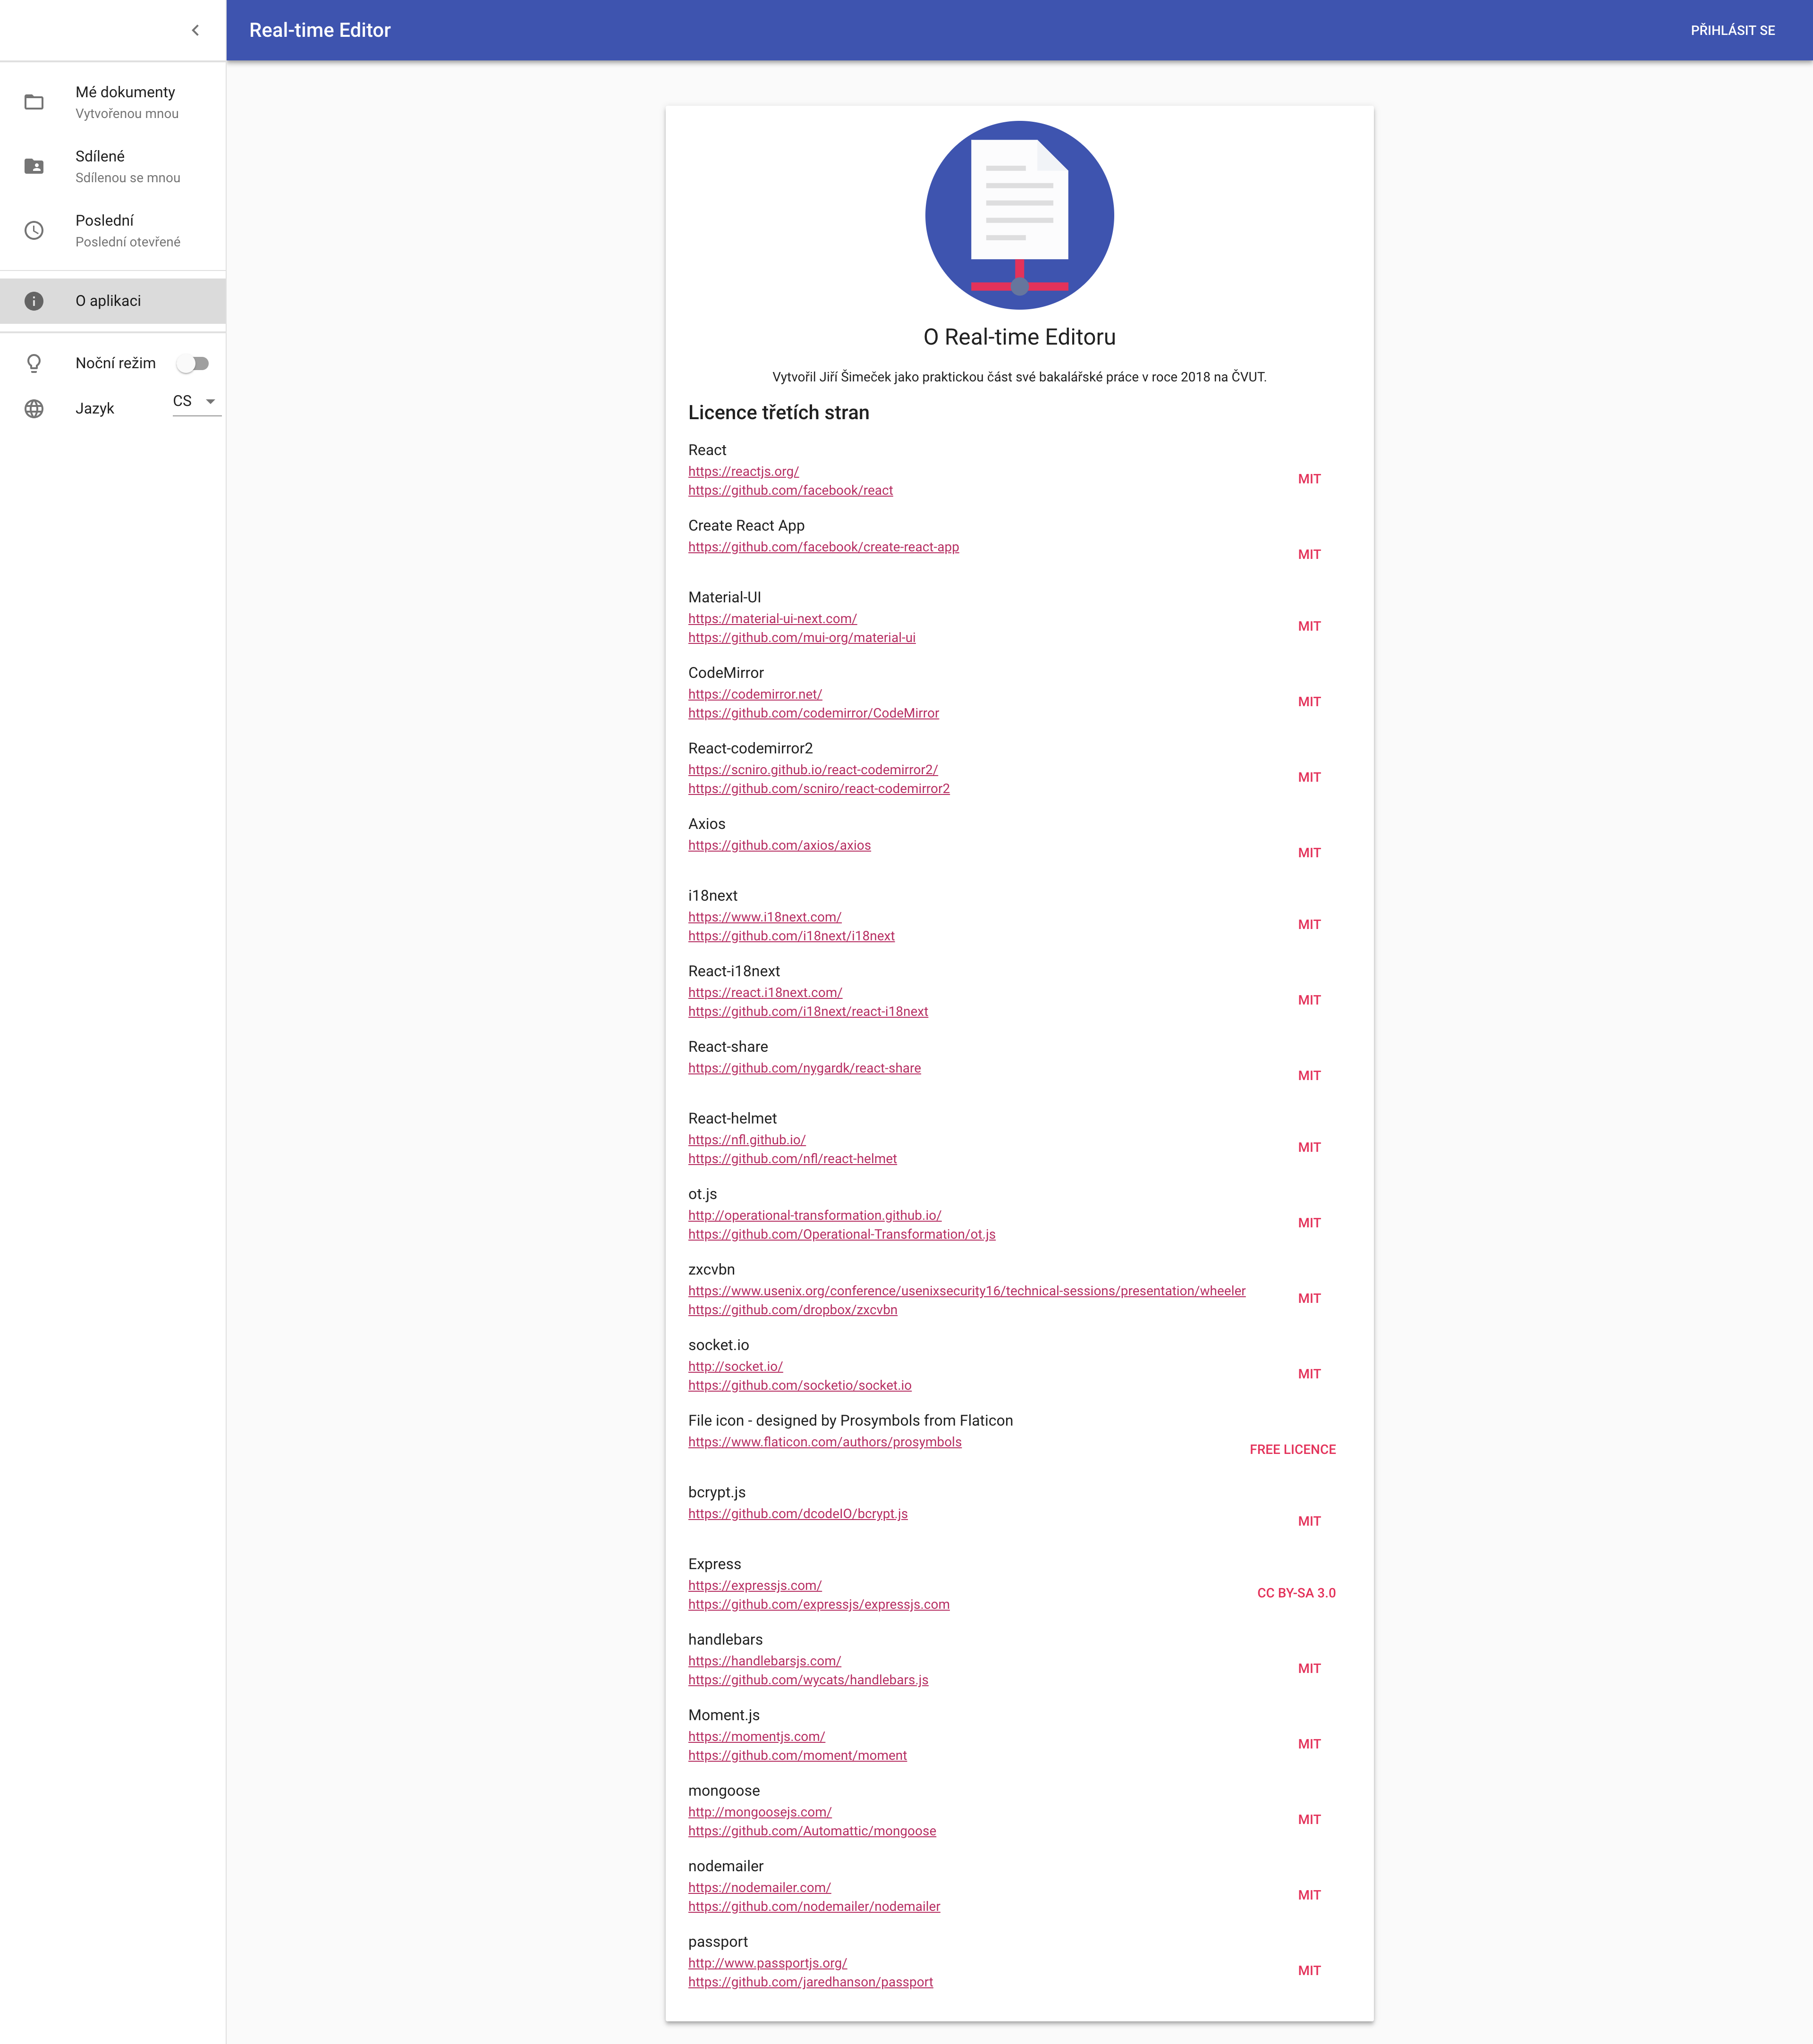 Real-time Editor
PŘIHLÁSIT SE
Mé dokumenty
Vytvořenou mnou
Sdílené
Sdílenou se mnou
Poslední
Poslední otevřené
O aplikaci
Noční režim
Jazyk
CS
O Real-time Editoru
Vytvořil Jiří Šimeček jako praktickou část své bakalářské práce v roce 2018 na ČVUT.
Licence třetích stran
React
https://reactjs.org/
https://github.com/facebook/react
MIT
Create React App
https://github.com/facebook/create-react-app
MIT
Material-UI
https://material-ui-next.com/
https://github.com/mui-org/material-ui
MIT
CodeMirror
https://codemirror.net/
https://github.com/codemirror/CodeMirror
MIT
React-codemirror2
https://scniro.github.io/react-codemirror2/
https://github.com/scniro/react-codemirror2
MIT
Axios
https://github.com/axios/axios
MIT
i18next
https://www.i18next.com/
https://github.com/i18next/i18next
MIT
React-i18next
https://react.i18next.com/
https://github.com/i18next/react-i18next
MIT
React-share
https://github.com/nygardk/react-share
MIT
React-helmet
https://nfl.github.io/
https://github.com/nfl/react-helmet
MIT
ot.js
http://operational-transformation.github.io/
https://github.com/Operational-Transformation/ot.js
MIT
zxcvbn
https://www.usenix.org/conference/usenixsecurity16/technical-sessions/presentation/wheeler
https://github.com/dropbox/zxcvbn
MIT
socket.io
http://socket.io/
https://github.com/socketio/socket.io
MIT
File icon - designed by Prosymbols from Flaticon
https://www.flaticon.com/authors/prosymbols
FREE LICENCE
bcrypt.js
https://github.com/dcodeIO/bcrypt.js
MIT
Express
https://expressjs.com/
https://github.com/expressjs/expressjs.com
CC BY-SA 3.0
handlebars
https://handlebarsjs.com/
https://github.com/wycats/handlebars.js
MIT
Moment.js
https://momentjs.com/
https://github.com/moment/moment
MIT
mongoose
http://mongoosejs.com/
https://github.com/Automattic/mongoose
MIT
nodemailer
https://nodemailer.com/
https://github.com/nodemailer/nodemailer
MIT
passport
http://www.passportjs.org/
https://github.com/jaredhanson/passport
MIT